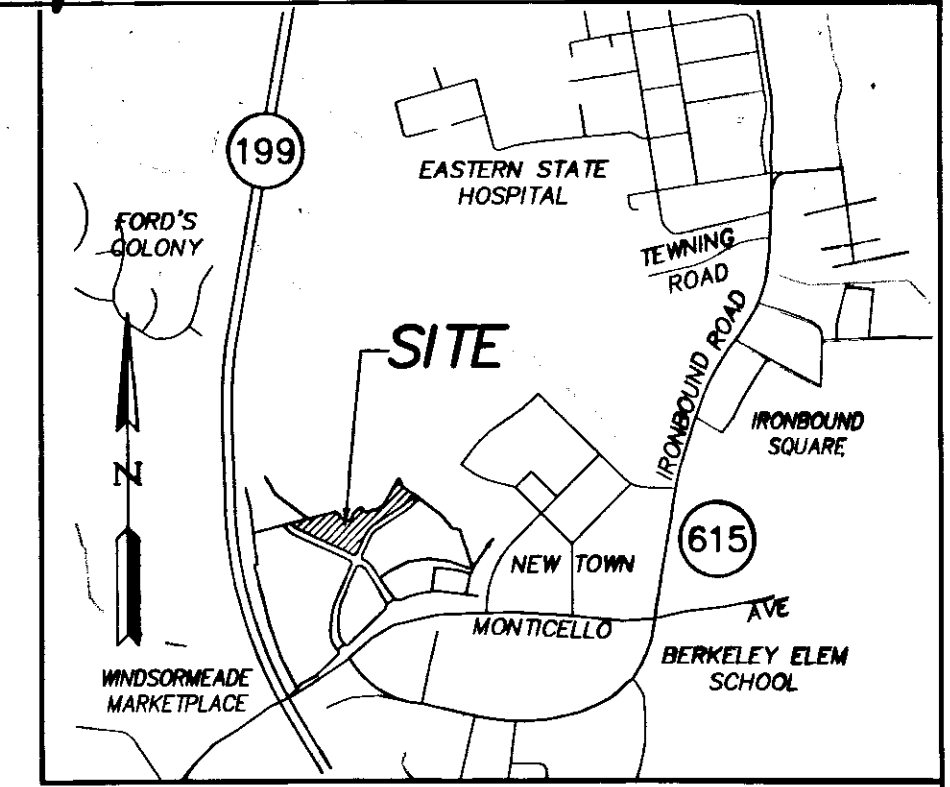 199
EASTERN STATE
HOSPITAL
FORD'S
COLONY
TEWNING
ROAD
SITE
IRONBOUND ROAD
IRONBOUND
SQUARE
N
615
NEW TOWN
MONTICELLO AVE
BERKELEY ELEM
SCHOOL
WINDSORMEADE
MARKETPLACE